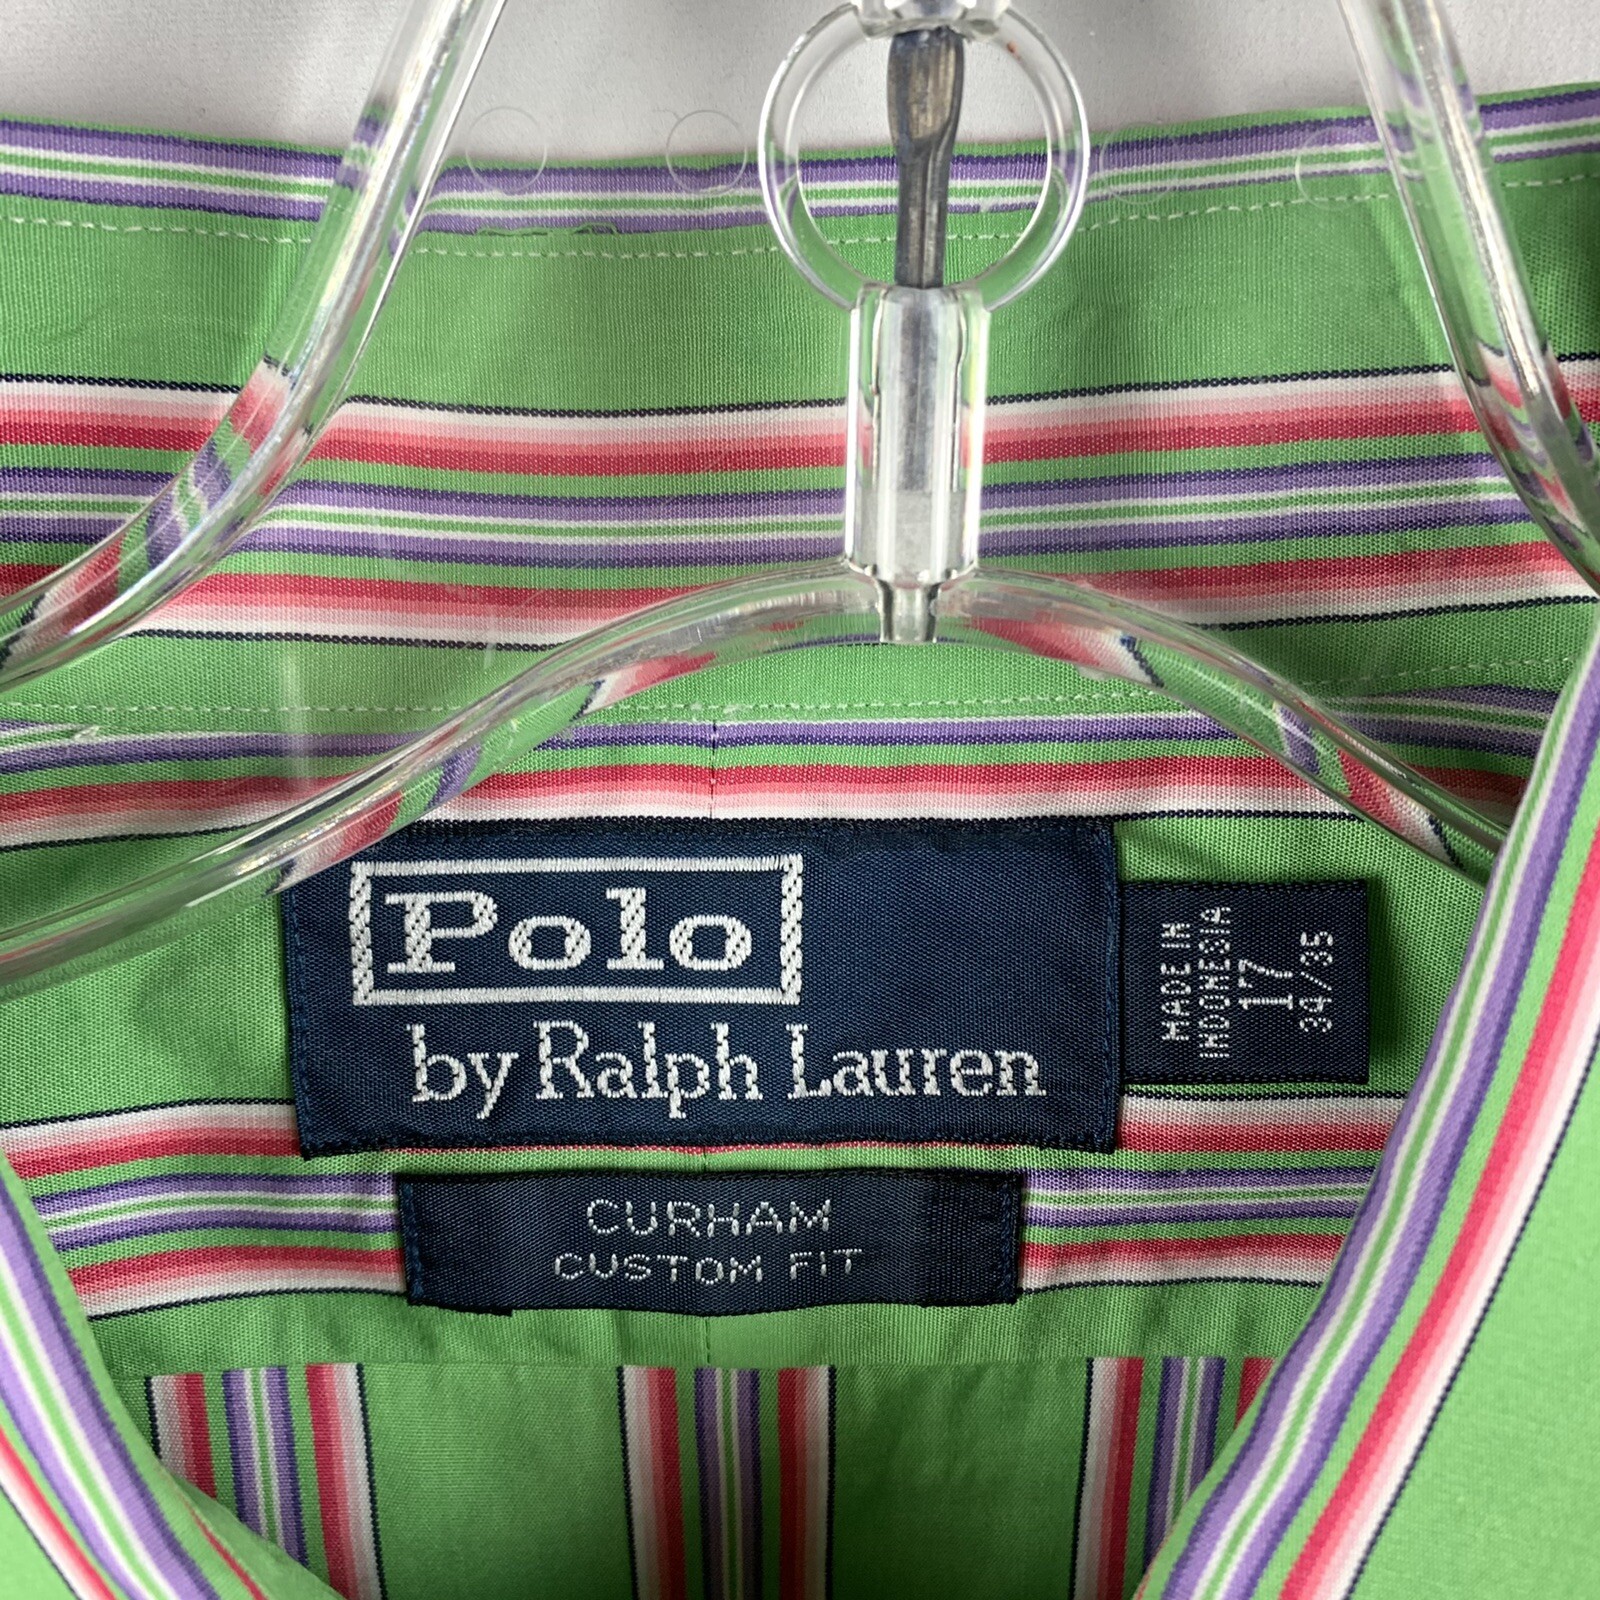 Polo
by Ralph Lauren
MADE IN
INDONESIA
17
34/35
CURHAM
CUSTOM FIT